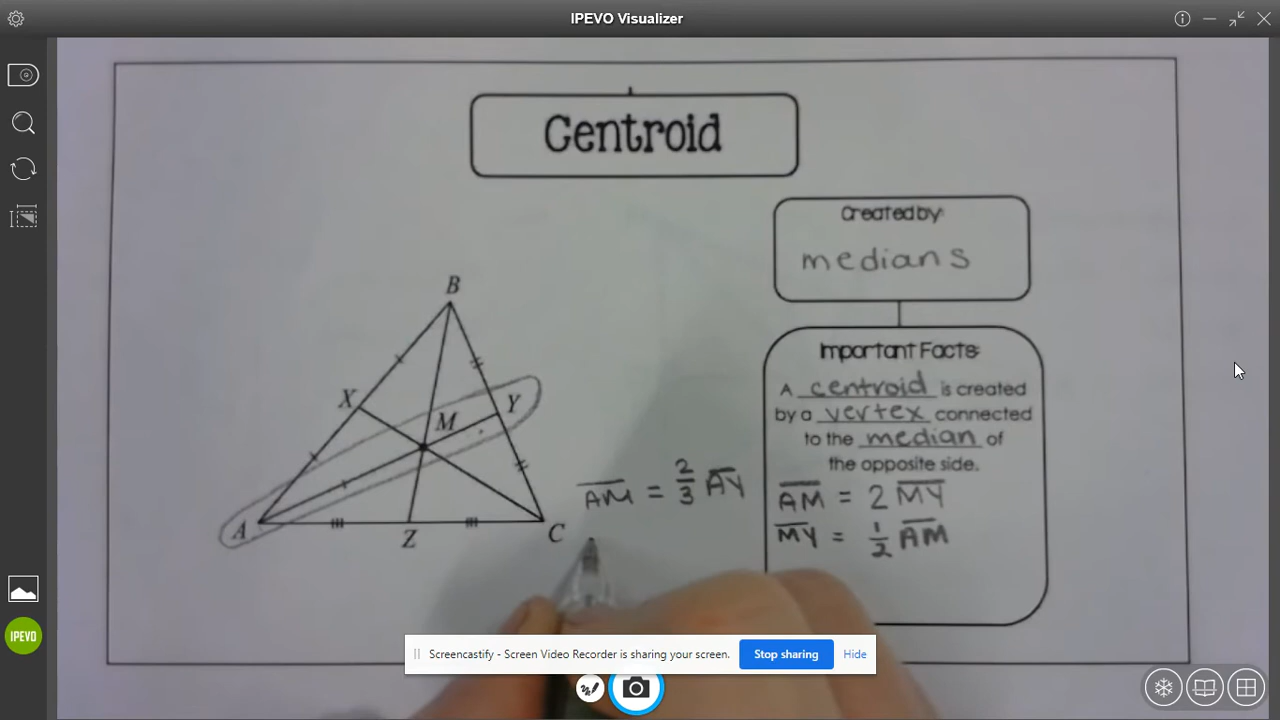 IPEVO Visualizer
Centroid
Created by:
medians
B
X
M
Y
A
Z
C
AM = 2/3 AY
Important Facts:
A centroid is created
by a vertex connected
to the median of
the opposite side.
AM = 2 MY
MY = 1/2 AM
Screencastify - Screen Video Recorder is sharing your screen.
Stop sharing
Hide
IPEVO